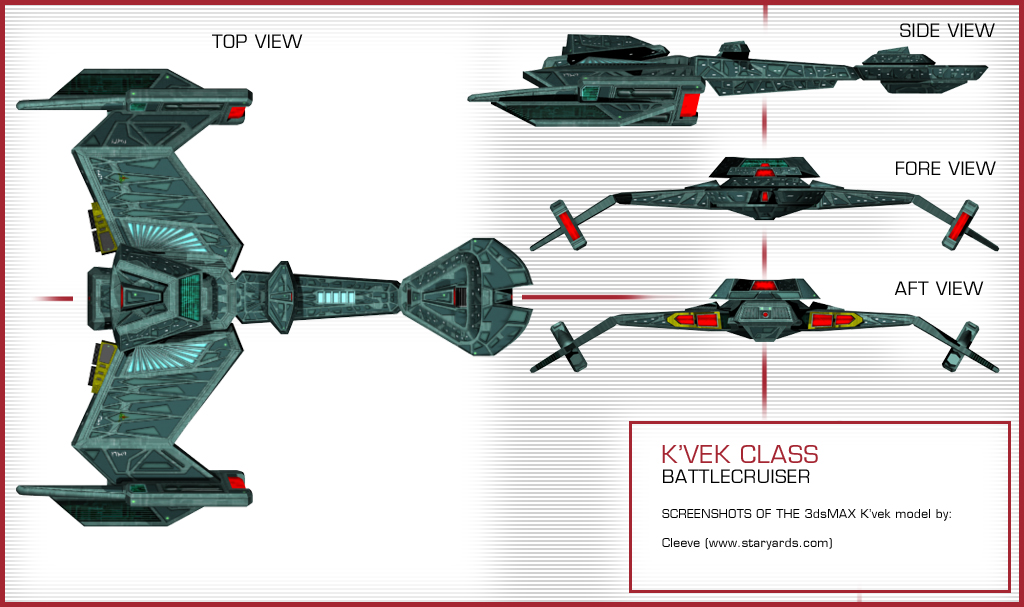 TOP VIEW
SIDE VIEW
FORE VIEW
AFT VIEW
K'VEK CLASS
BATTLECRUISER
SCREENSHOTS OF THE 3dsMAX K'vek model by:
Cleeve (www.staryards.com)